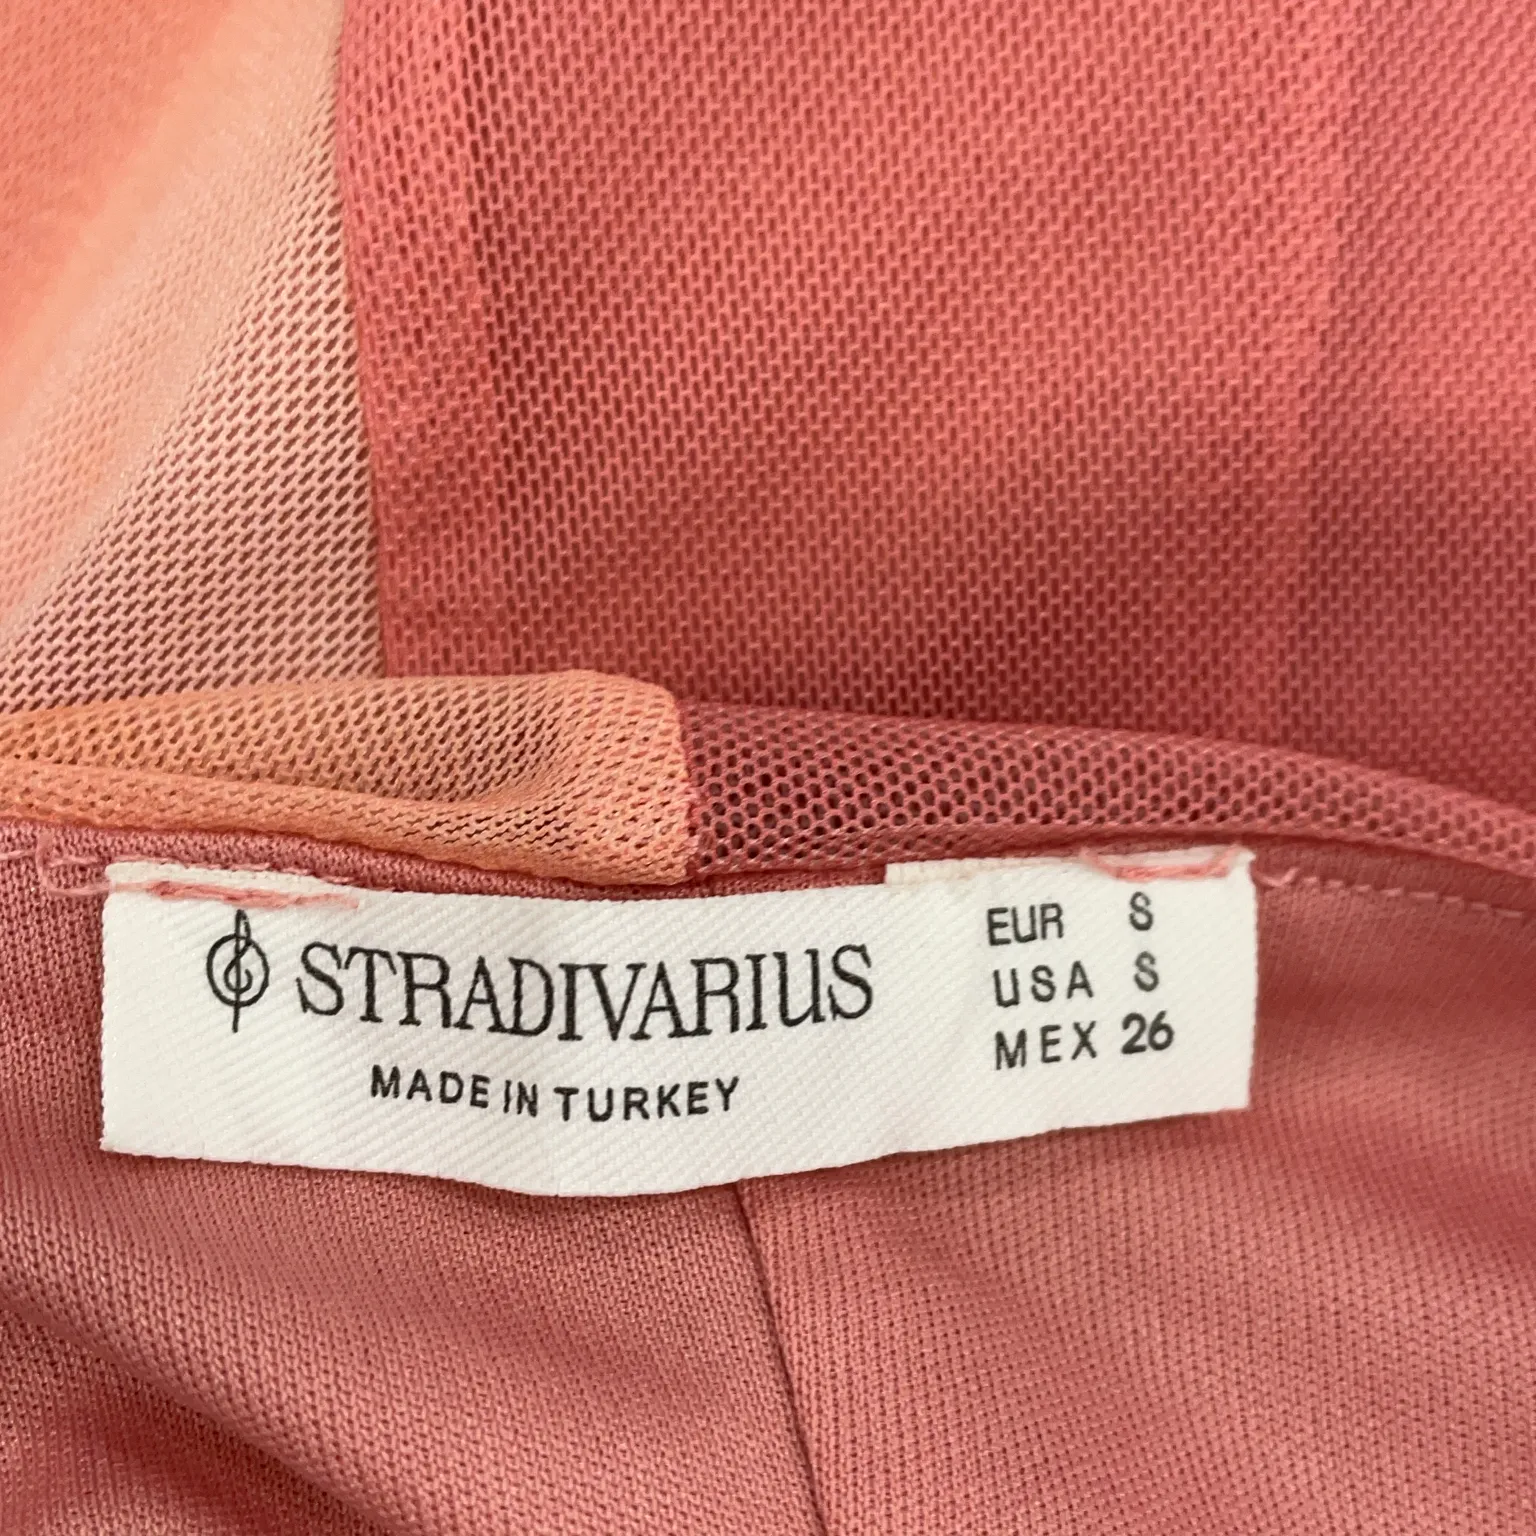 STRADIVARIUS
MADE IN TURKEY
EUR S
USA S
MEX 26